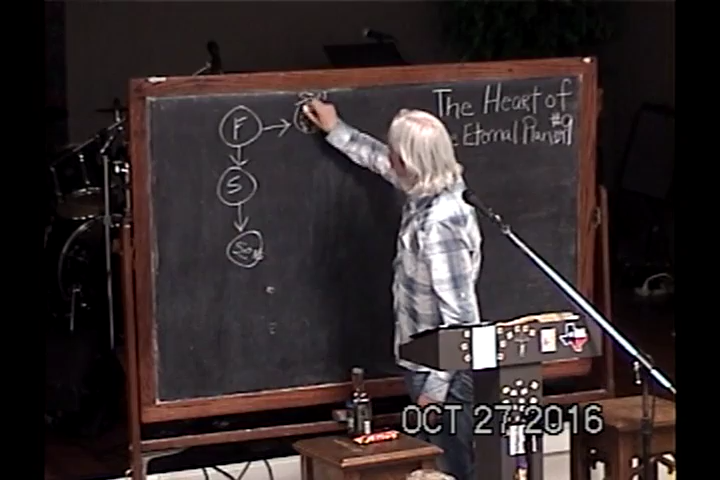 The Heart of
Eternal Plan #9
F
S
OCT 27 2016